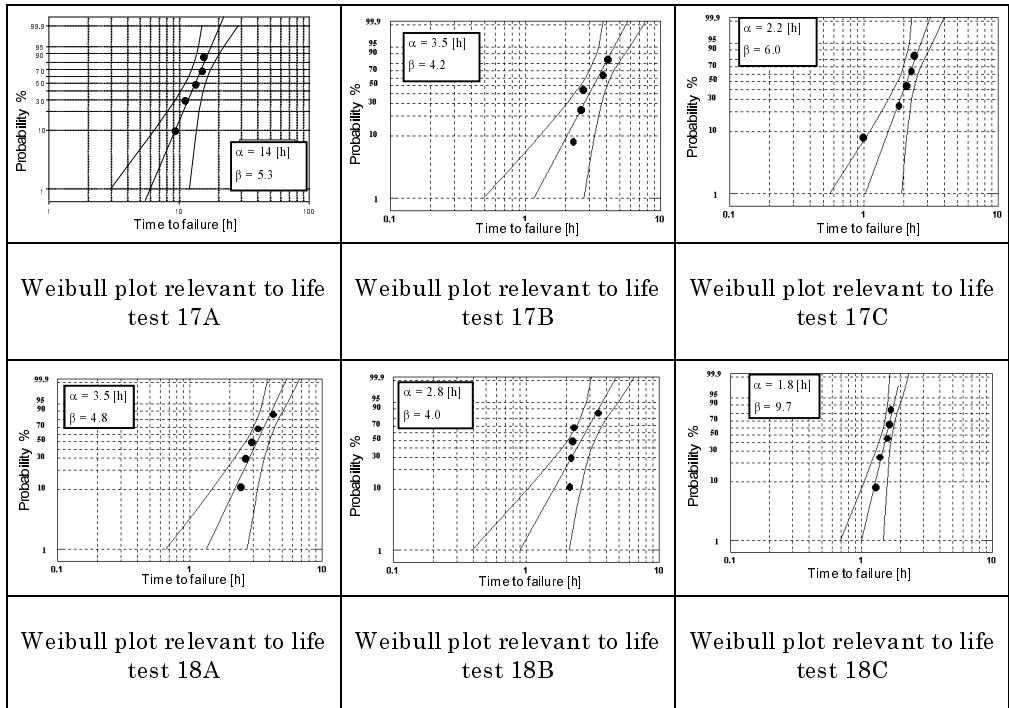 99.9
95
90
70
50
30
10
1
Probability %
α = 14 [h]
β = 5.3
1
10
100
Time to failure [h]
99.9
95
90
70
50
30
10
1
Probability %
α = 3.5 [h]
β = 4.2
0.1
1
10
Time to failure [h]
99.9
95
90
70
50
30
10
1
Probability %
α = 2.2 [h]
β = 6.0
0.1
1
10
Time to failure [h]
Weibull plot relevant to life
test 17A
Weibull plot relevant to life
test 17B
Weibull plot relevant to life
test 17C
99.9
95
90
70
50
30
10
1
Probability %
α = 3.5 [h]
β = 4.8
0.1
1
10
Time to failure [h]
99.9
95
90
70
50
30
10
1
Probability %
α = 2.8 [h]
β = 4.0
0.1
1
10
Time to failure [h]
99.9
95
90
70
50
30
10
1
Probability %
α = 1.8 [h]
β = 9.7
0.1
1
10
Time to failure [h]
Weibull plot relevant to life
test 18A
Weibull plot relevant to life
test 18B
Weibull plot relevant to life
test 18C